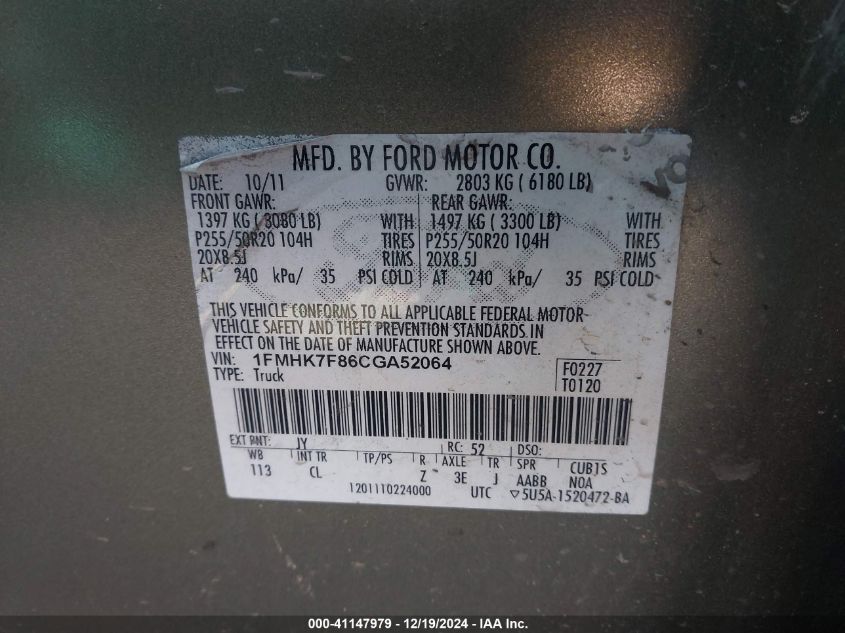 MFD. BY FORD MOTOR CO.
DATE: 10/11 GVWR: 2803 KG ( 6180 LB)
FRONT GAWR: REAR GAWR:
1397 KG ( 3080 LB) WITH 1497 KG ( 3300 LB) WITH
P255/50R20 104H TIRES P255/50R20 104H TIRES
20X8.5J RIMS 20X8.5J RIMS
AT 240 kPa/ 35 PSI COLD AT 240 kPa/ 35 PSI COLD
THIS VEHICLE CONFORMS TO ALL APPLICABLE FEDERAL MOTOR
VEHICLE SAFETY AND THEFT PREVENTION STANDARDS IN
EFFECT ON THE DATE OF MANUFACTURE SHOWN ABOVE.
VIN: 1FMHK7F86CGA52064 F0227
TYPE: Truck T0120
EXT PNT: JY RC: 52 DSO:
WB INT TR TP/PS R AXLE TR SPR CUBIS
113 CL Z 3E J AABB NOA
12011T0224000 UTC ▽5U5A-1520472-BA
000-41147979 - 12/19/2024 - IAA Inc.